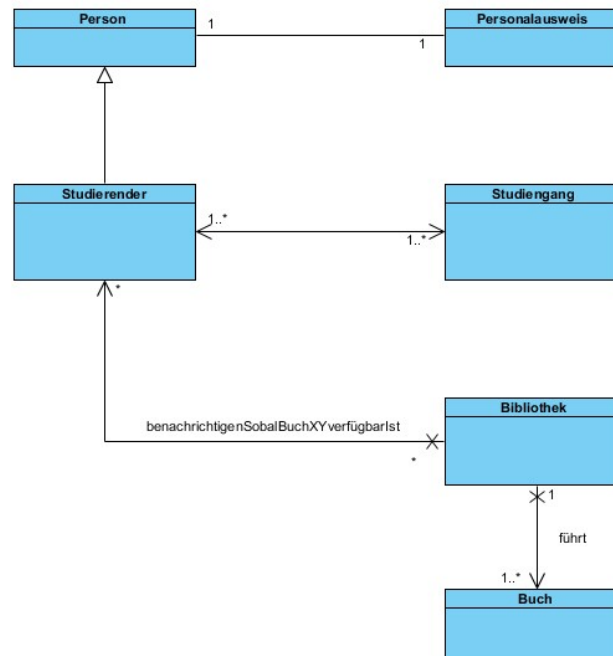 Person
1
1
Personalausweis
Studierender
1..*
1..*
Studiengang
*
benachrichtigenSobalBuchXYverfügbarIst
*
Bibliothek
1
führt
1..*
Buch